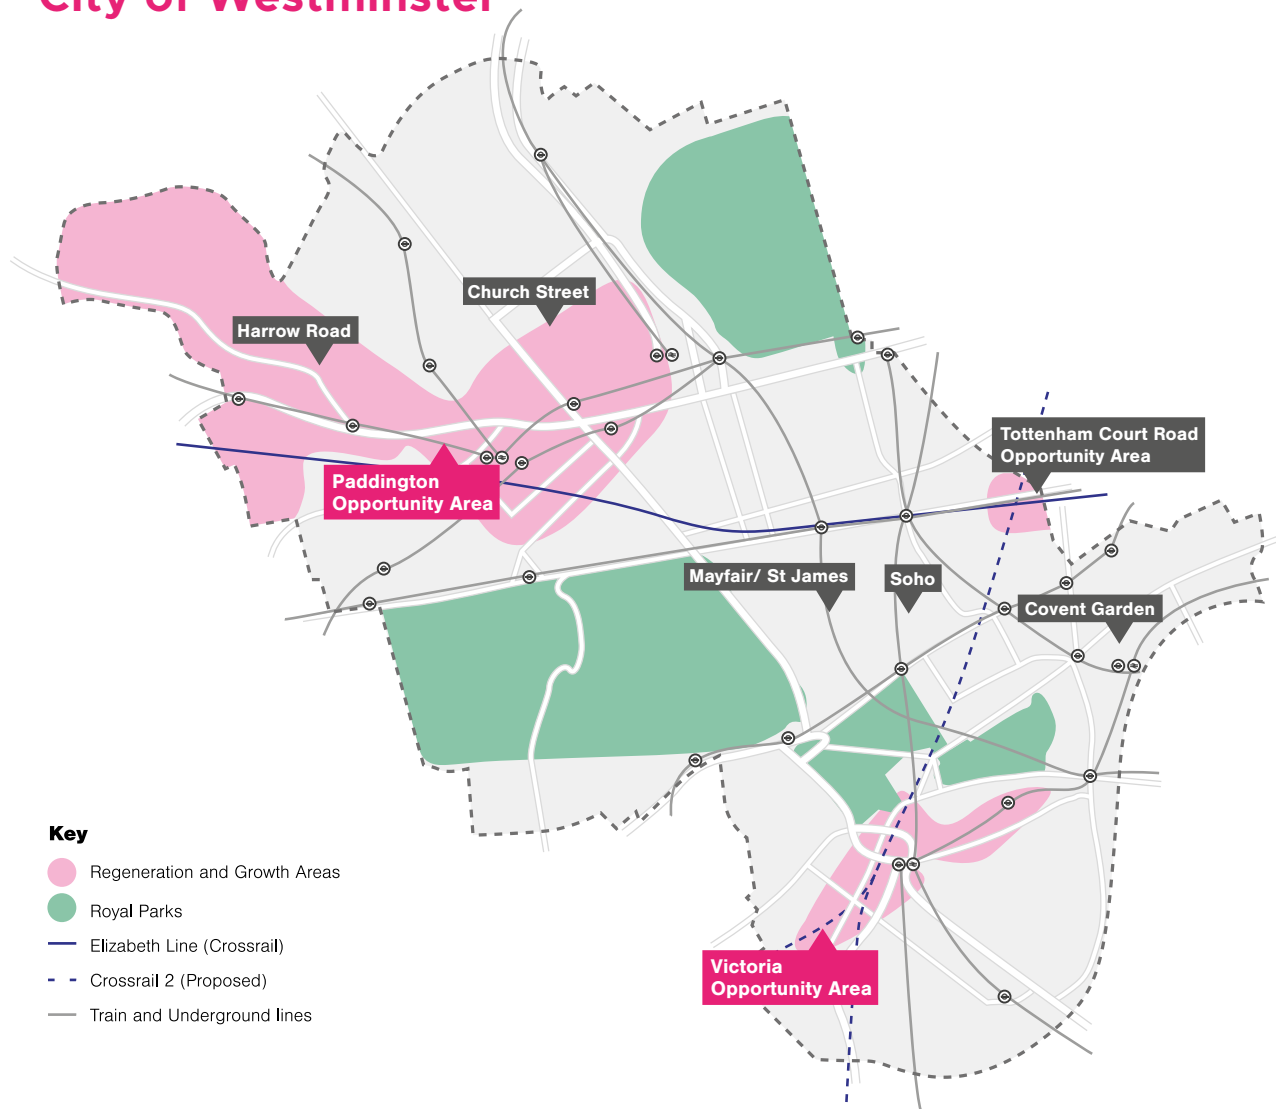 City of Westminster
Church Street
Harrow Road
Tottenham Court Road
Opportunity Area
Paddington
Opportunity Area
Mayfair/ St James
Soho
Covent Garden
Victoria
Opportunity Area
Key
Regeneration and Growth Areas
Royal Parks
Elizabeth Line (Crossrail)
Crossrail 2 (Proposed)
Train and Underground lines